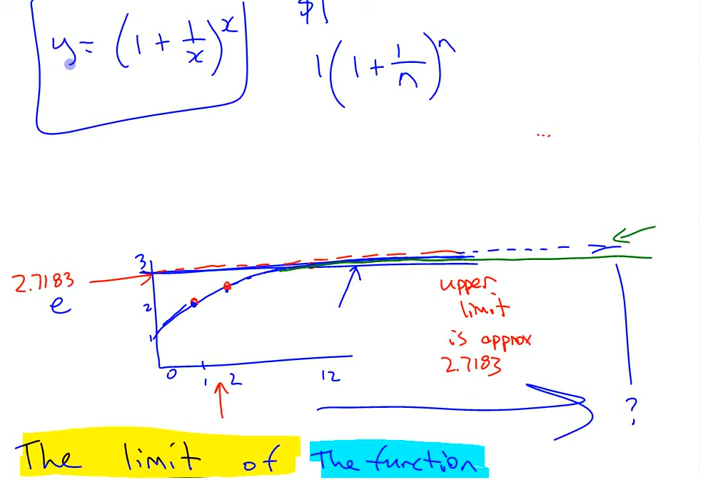 y = (1 + 1/x)^x
$1
1(1 + 1/n)^n
...
3
2.7183
e
2
1
0
1
2
12
upper
limit
is approx
2.7183
?
The limit of the function